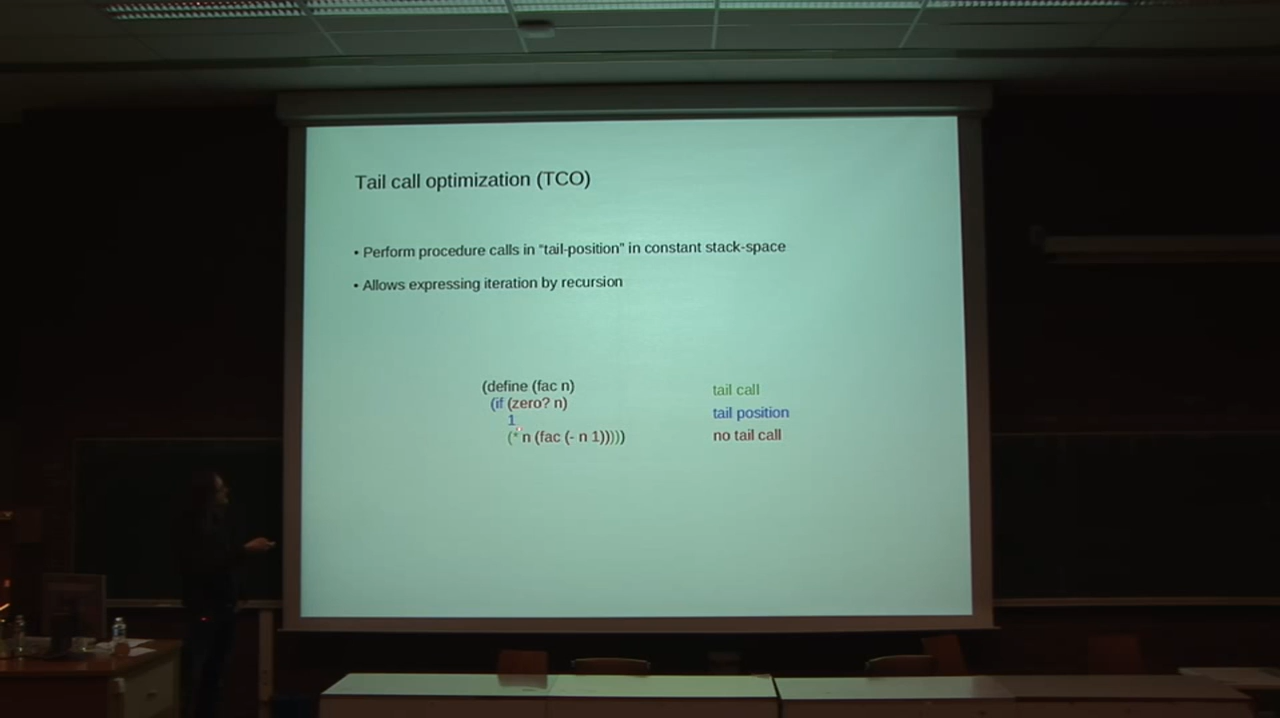 Tail call optimization (TCO)
• Perform procedure calls in “tail-position” in constant stack-space
• Allows expressing iteration by recursion
(define (fac n)
(if (zero? n)
1
(* n (fac (- n 1)))))
tail call
tail position
no tail call